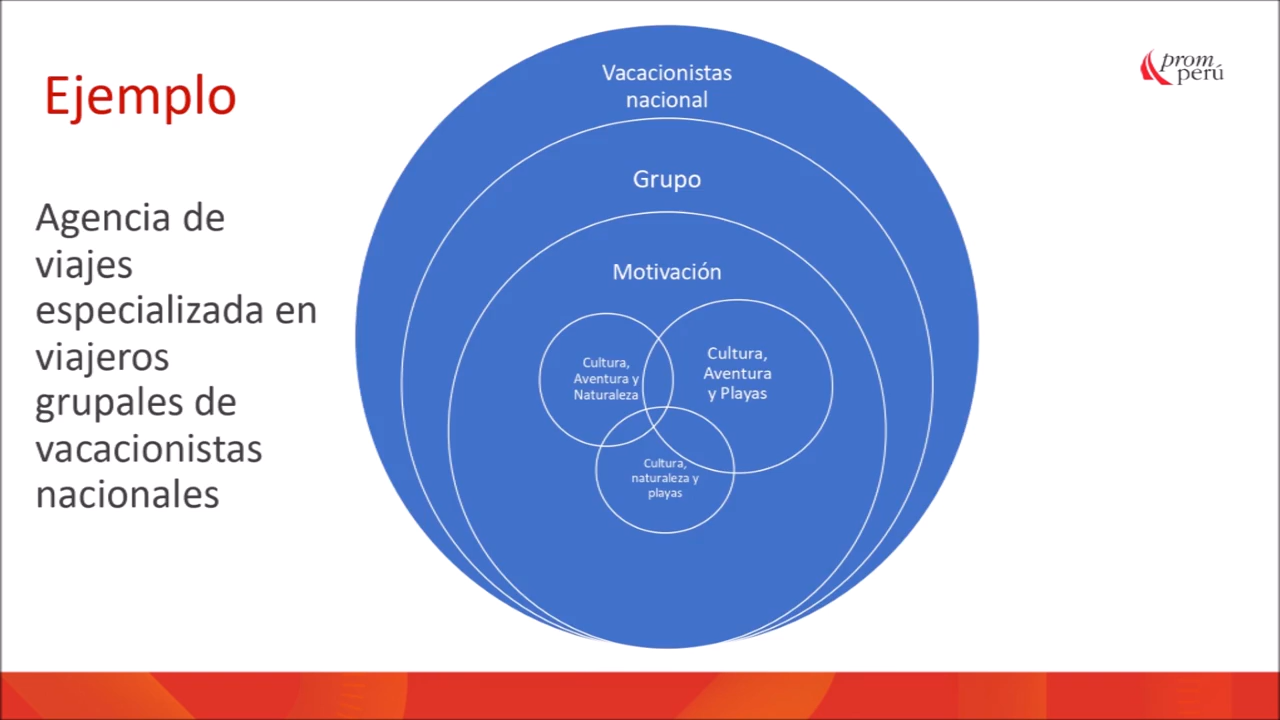 Ejemplo
Agencia de
viajes
especializada en
viajeros
grupales de
vacacionistas
nacionales
Vacacionistas
nacional
Grupo
Motivación
Cultura,
Aventura y
Naturaleza
Cultura,
Aventura
y Playas
Cultura,
naturaleza y
playas
prom
perú